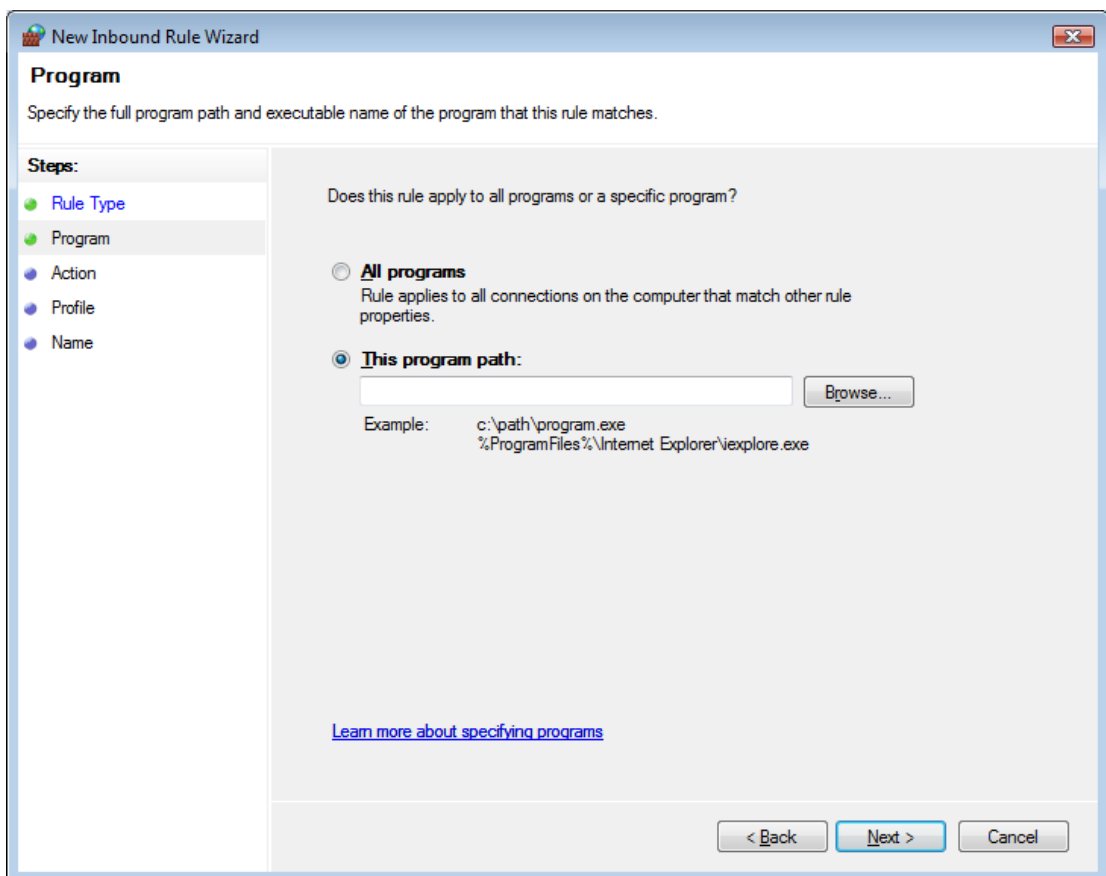 New Inbound Rule Wizard
Program
Specify the full program path and executable name of the program that this rule matches.
Steps:
Rule Type
Program
Action
Profile
Name
Does this rule apply to all programs or a specific program?
All programs
Rule applies to all connections on the computer that match other rule
properties.
This program path:
Browse...
Example: c:\path\program.exe
%ProgramFiles%\Internet Explorer\iexplore.exe
Learn more about specifying programs
< Back Next > Cancel